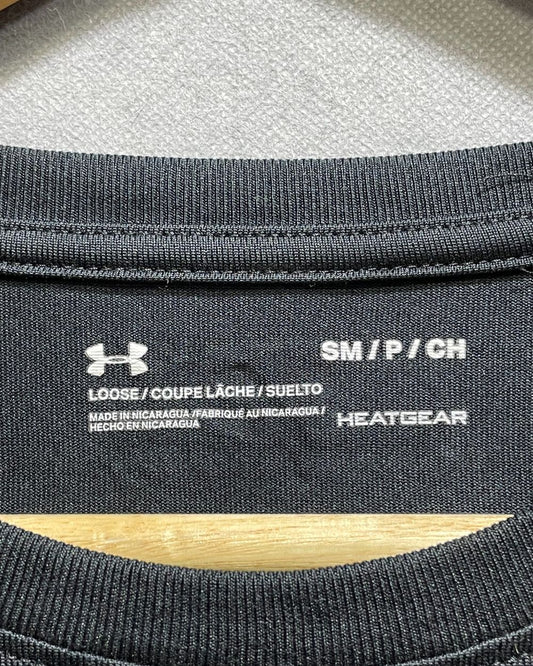 SM / P / CH
LOOSE / COUPE LÂCHE / SUELTO
MADE IN NICARAGUA / FABRIQUÉ AU NICARAGUA /
HECHO EN NICARAGUA
HEATGEAR